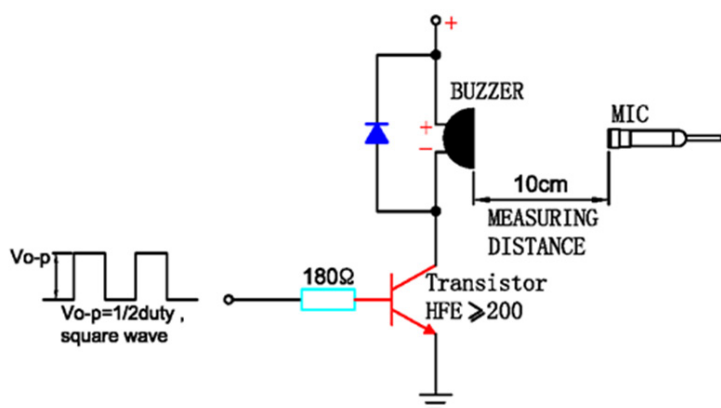 +
BUZZER
MIC
+
−
10cm
MEASURING
DISTANCE
Vo-p
Vo-p=1/2duty ,
square wave
180Ω
Transistor
HFE ⩾200